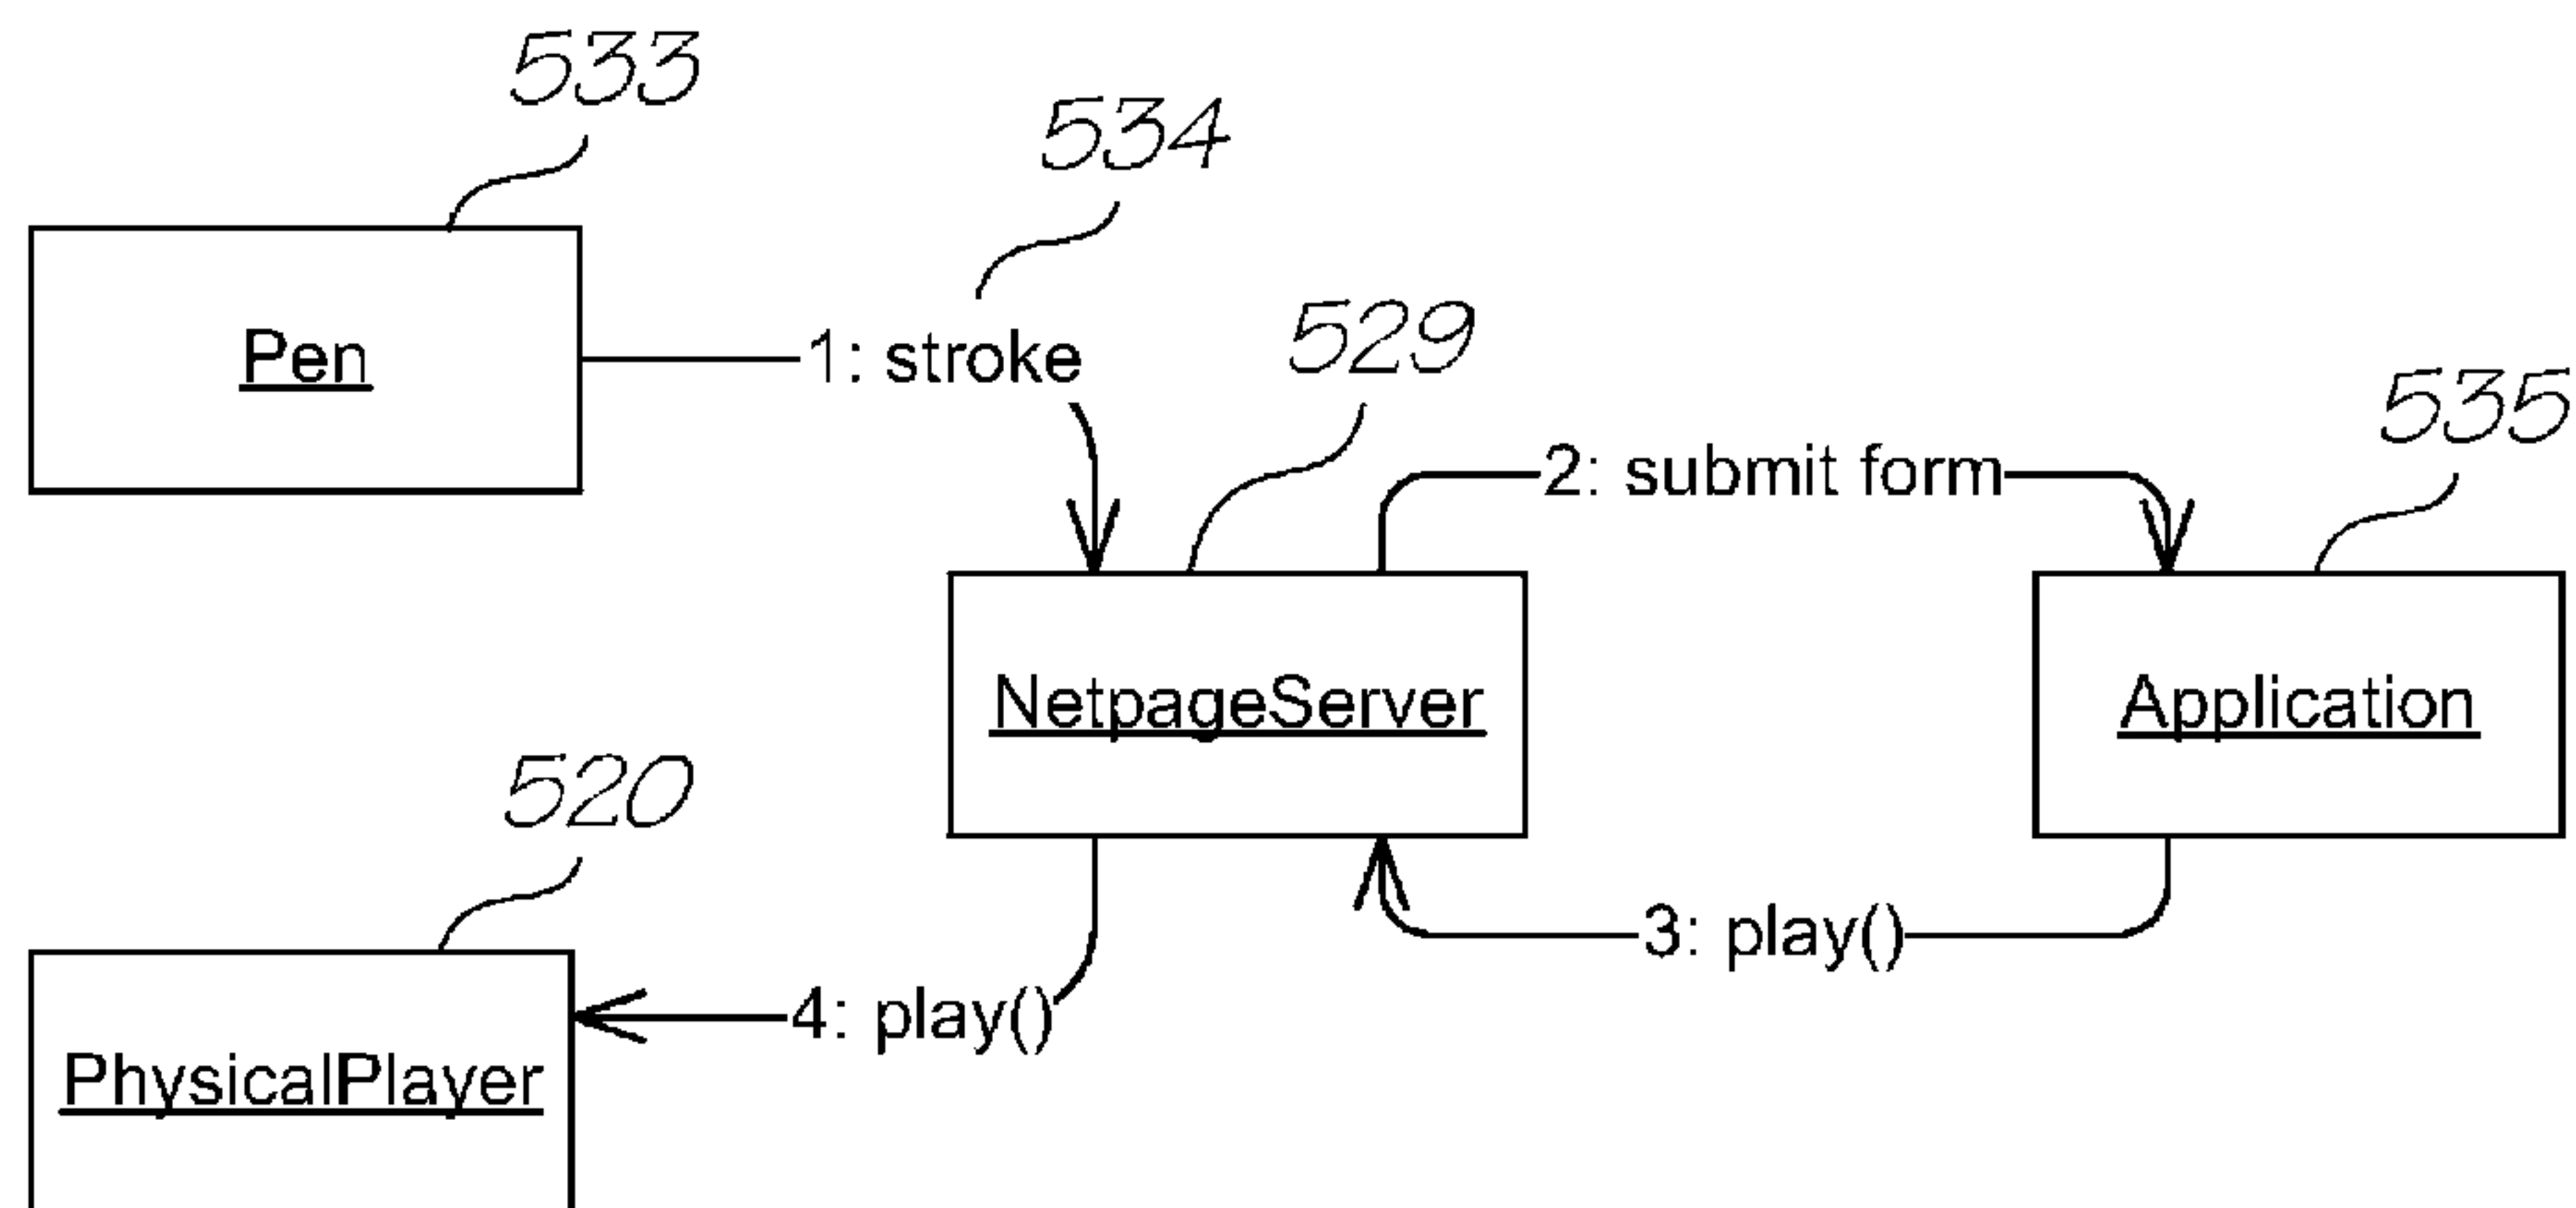 533
534
Pen
1: stroke
529
535
2: submit form
NetpageServer
Application
520
3: play()
4: play()
PhysicalPlayer